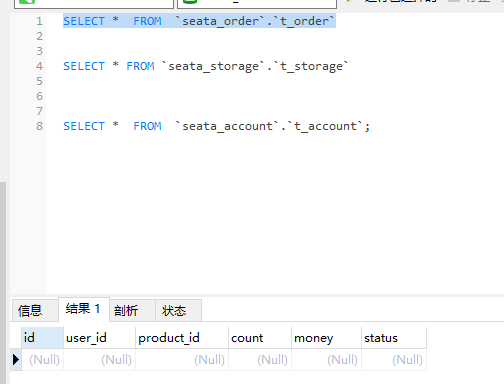 1 SELECT *  FROM  `seata_order`.`t_order`
2
3
4 SELECT * FROM `seata_storage`.`t_storage`
5
6
7
8 SELECT *  FROM  `seata_account`.`t_account`;
信息 结果 1 剖析 状态
id user_id product_id count money status
(Null) (Null) (Null) (Null) (Null) (Null)